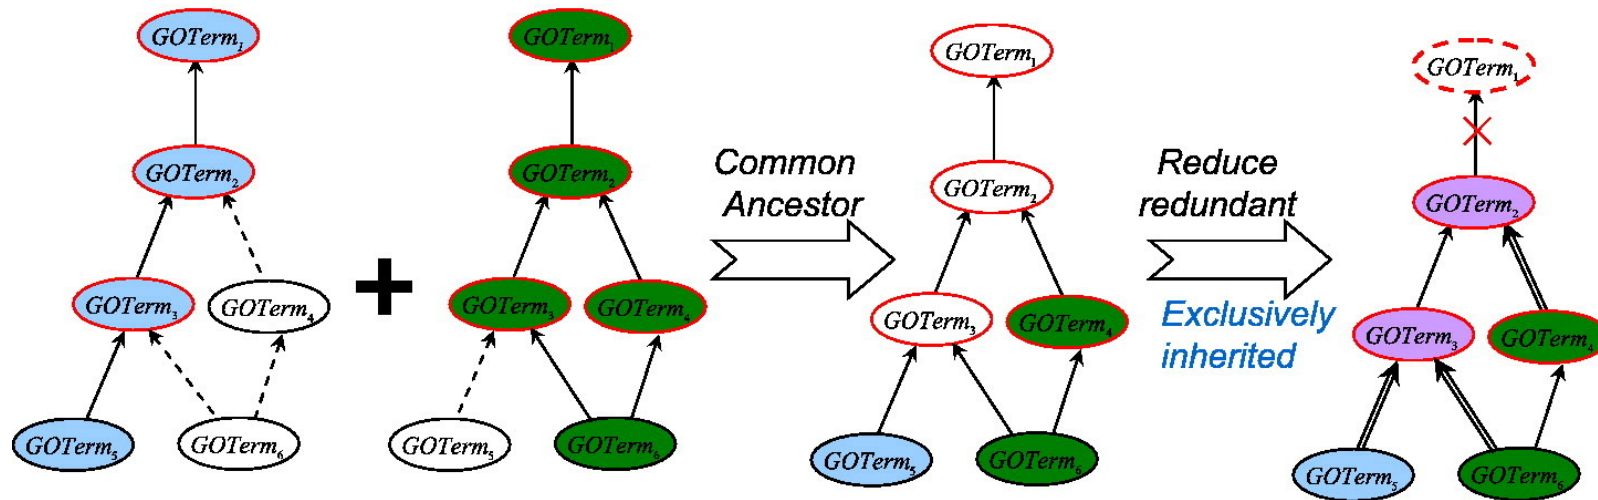 GOTerm1
GOTerm2
GOTerm3
GOTerm4
GOTerm5
GOTerm6
+
GOTerm1
GOTerm2
GOTerm3
GOTerm4
GOTerm5
GOTerm6
Common
Ancestor
GOTerm1
GOTerm2
GOTerm3
GOTerm4
GOTerm5
GOTerm6
Reduce
redundant
Exclusively
inherited
GOTerm1
GOTerm2
GOTerm3
GOTerm4
GOTerm5
GOTerm6